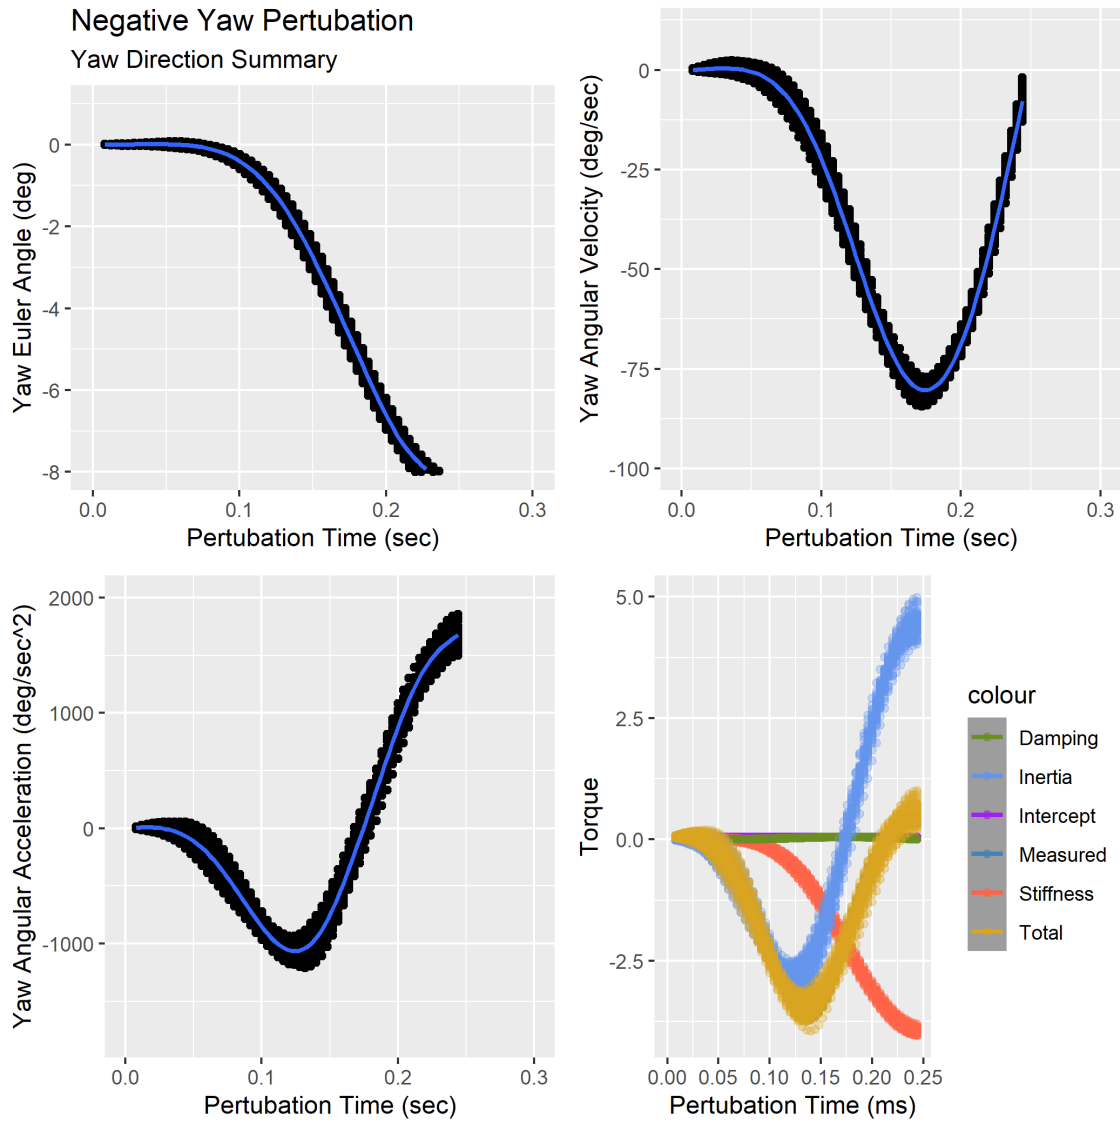 Negative Yaw Pertubation
Yaw Direction Summary
Yaw Euler Angle (deg)
0
-2
-4
-6
-8
0.0 0.1 0.2 0.3
Pertubation Time (sec)
Yaw Angular Velocity (deg/sec)
0
-25
-50
-75
-100
0.0 0.1 0.2 0.3
Pertubation Time (sec)
Yaw Angular Acceleration (deg/sec^2)
2000
1000
0
-1000
0.0 0.1 0.2 0.3
Pertubation Time (sec)
Torque
5.0
2.5
0.0
-2.5
0.00 0.05 0.10 0.15 0.20 0.25
Pertubation Time (ms)
colour
Damping
Inertia
Intercept
Measured
Stiffness
Total